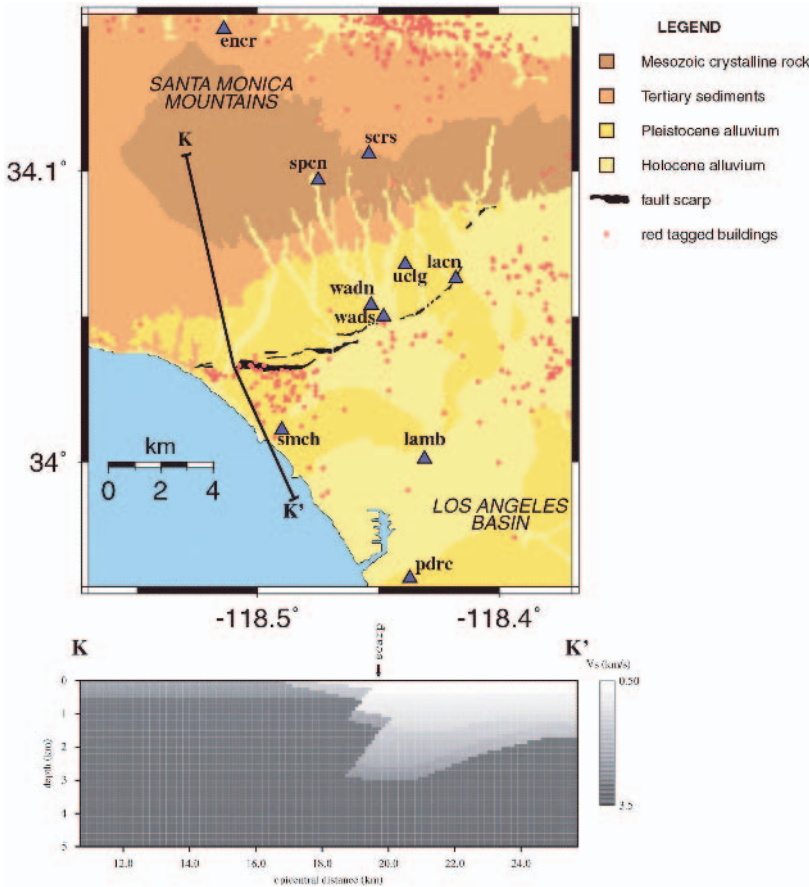 encr
SANTA MONICA
MOUNTAINS
K
scrs
spcn
34.1°
lacn
uclg
wadn
wads
km
smch
lamb
0 2 4
34°
K'
LOS ANGELES
BASIN
pdrc
-118.5°
-118.4°
LEGEND
Mesozoic crystalline rock
Tertiary sediments
Pleistocene alluvium
Holocene alluvium
fault scarp
red tagged buildings
K
scarp
K'
Vs (km/s)
0.50
3.5
depth (km)
0
1
2
3
4
5
12.0 14.0 16.0 18.0 20.0 22.0 24.0
epicentral distance (km)